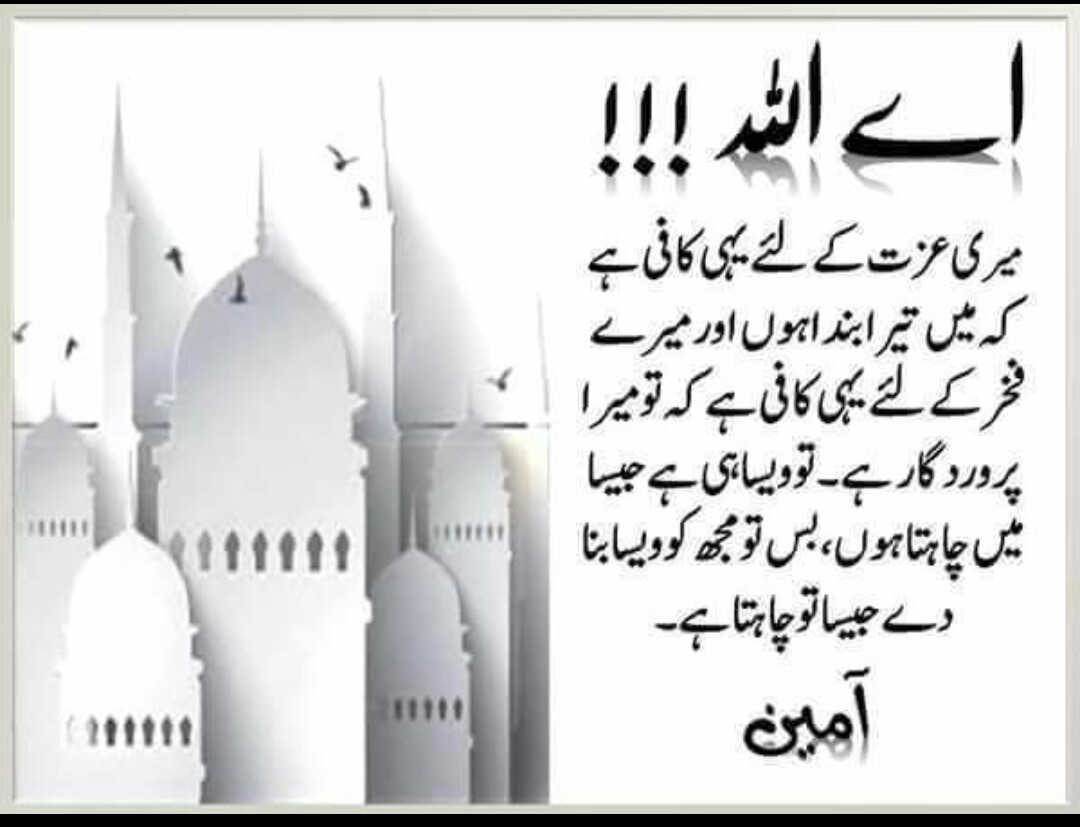 اے اللہ !!!
میری عزت کے لئے یہی کافی ہے
کہ میں تیرا بندا ہوں اور میرے
فخر کے لئے یہی کافی ہے کہ تو میرا
پروردگار ہے۔ تو ویسا ہی ہے جیسا
میں چاہتا ہوں، بس تو مجھ کو ویسا بنا
دے جیسا تو چاہتا ہے۔
آمین